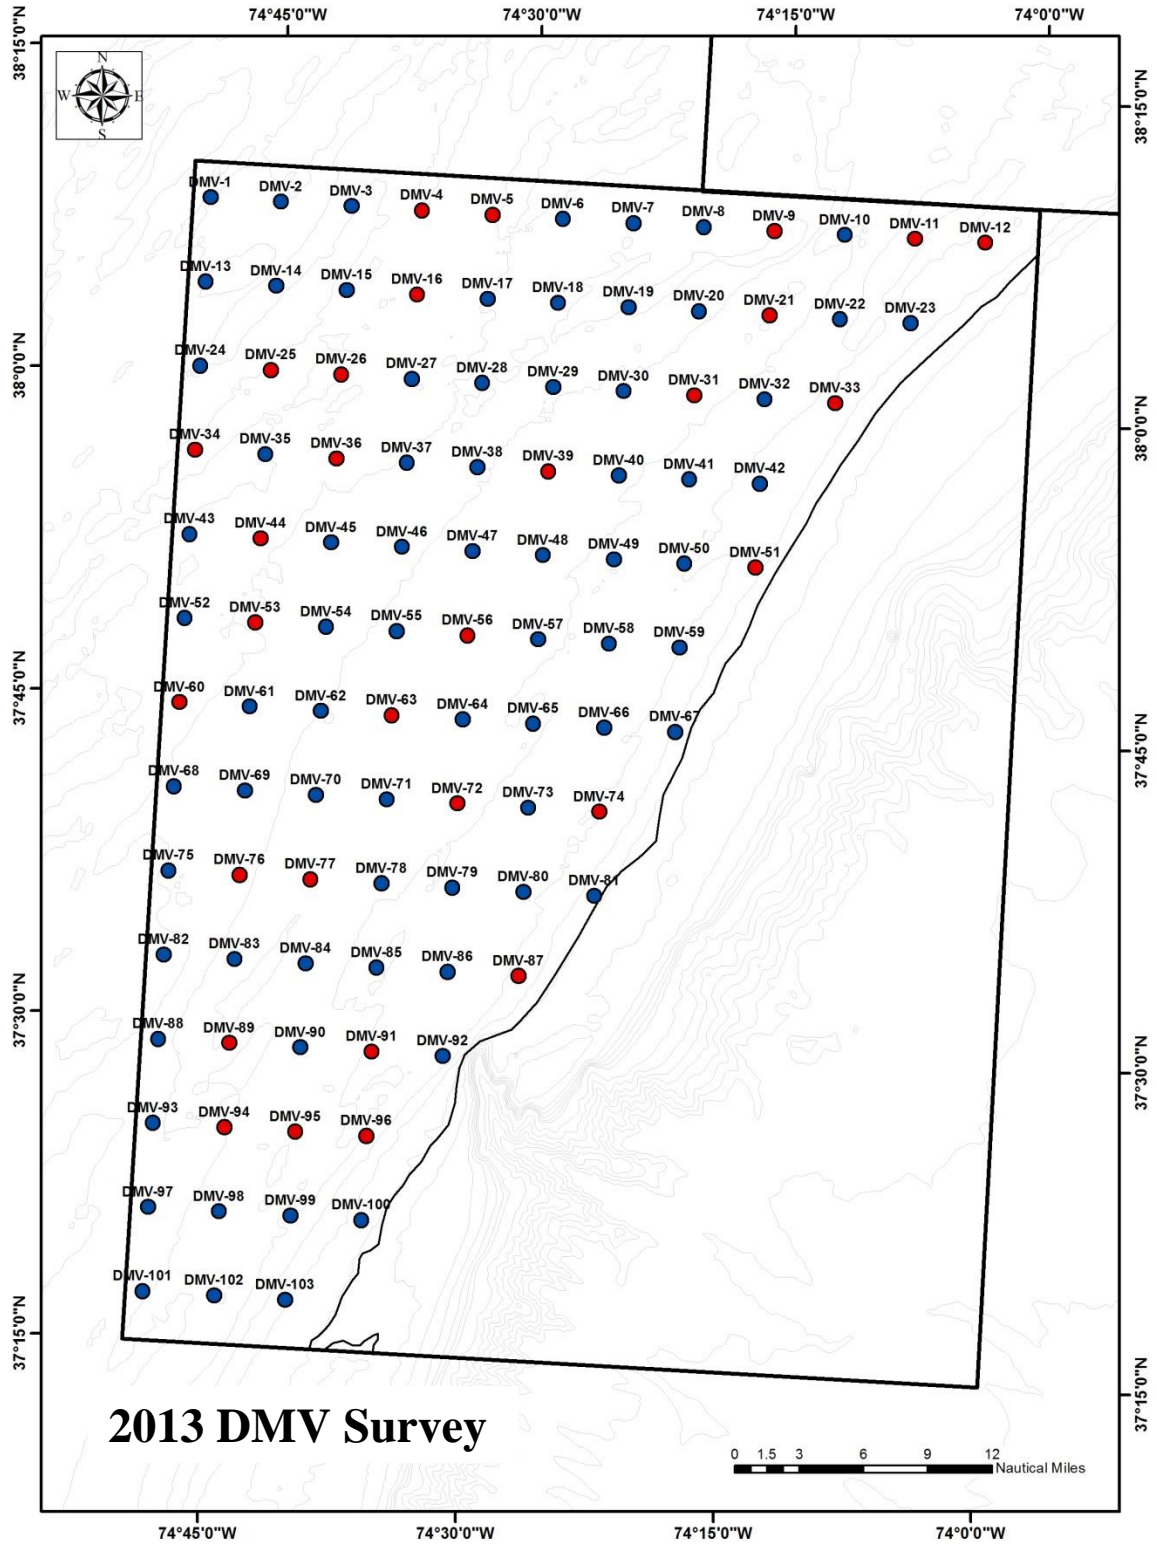 74°45'0"W 74°30'0"W 74°15'0"W 74°0'0"W
38°15'0"N
38°15'0"N
N
W E
S
DMV-1 DMV-2 DMV-3 DMV-4 DMV-5 DMV-6 DMV-7 DMV-8 DMV-9 DMV-10 DMV-11 DMV-12
DMV-13 DMV-14 DMV-15 DMV-16 DMV-17 DMV-18 DMV-19 DMV-20 DMV-21 DMV-22 DMV-23
38°0'0"N
38°0'0"N
DMV-24 DMV-25 DMV-26 DMV-27 DMV-28 DMV-29 DMV-30 DMV-31 DMV-32 DMV-33
DMV-34 DMV-35 DMV-36 DMV-37 DMV-38 DMV-39 DMV-40 DMV-41 DMV-42
DMV-43 DMV-44 DMV-45 DMV-46 DMV-47 DMV-48 DMV-49 DMV-50 DMV-51
DMV-52 DMV-53 DMV-54 DMV-55 DMV-56 DMV-57 DMV-58 DMV-59
37°45'0"N
37°45'0"N
DMV-60 DMV-61 DMV-62 DMV-63 DMV-64 DMV-65 DMV-66 DMV-67
DMV-68 DMV-69 DMV-70 DMV-71 DMV-72 DMV-73 DMV-74
DMV-75 DMV-76 DMV-77 DMV-78 DMV-79 DMV-80 DMV-81
DMV-82 DMV-83 DMV-84 DMV-85 DMV-86 DMV-87
37°30'0"N
37°30'0"N
DMV-88 DMV-89 DMV-90 DMV-91 DMV-92
DMV-93 DMV-94 DMV-95 DMV-96
DMV-97 DMV-98 DMV-99 DMV-100
DMV-101 DMV-102 DMV-103
37°15'0"N
37°15'0"N
2013 DMV Survey
0 1.5 3 6 9 12
Nautical Miles
74°45'0"W 74°30'0"W 74°15'0"W 74°0'0"W